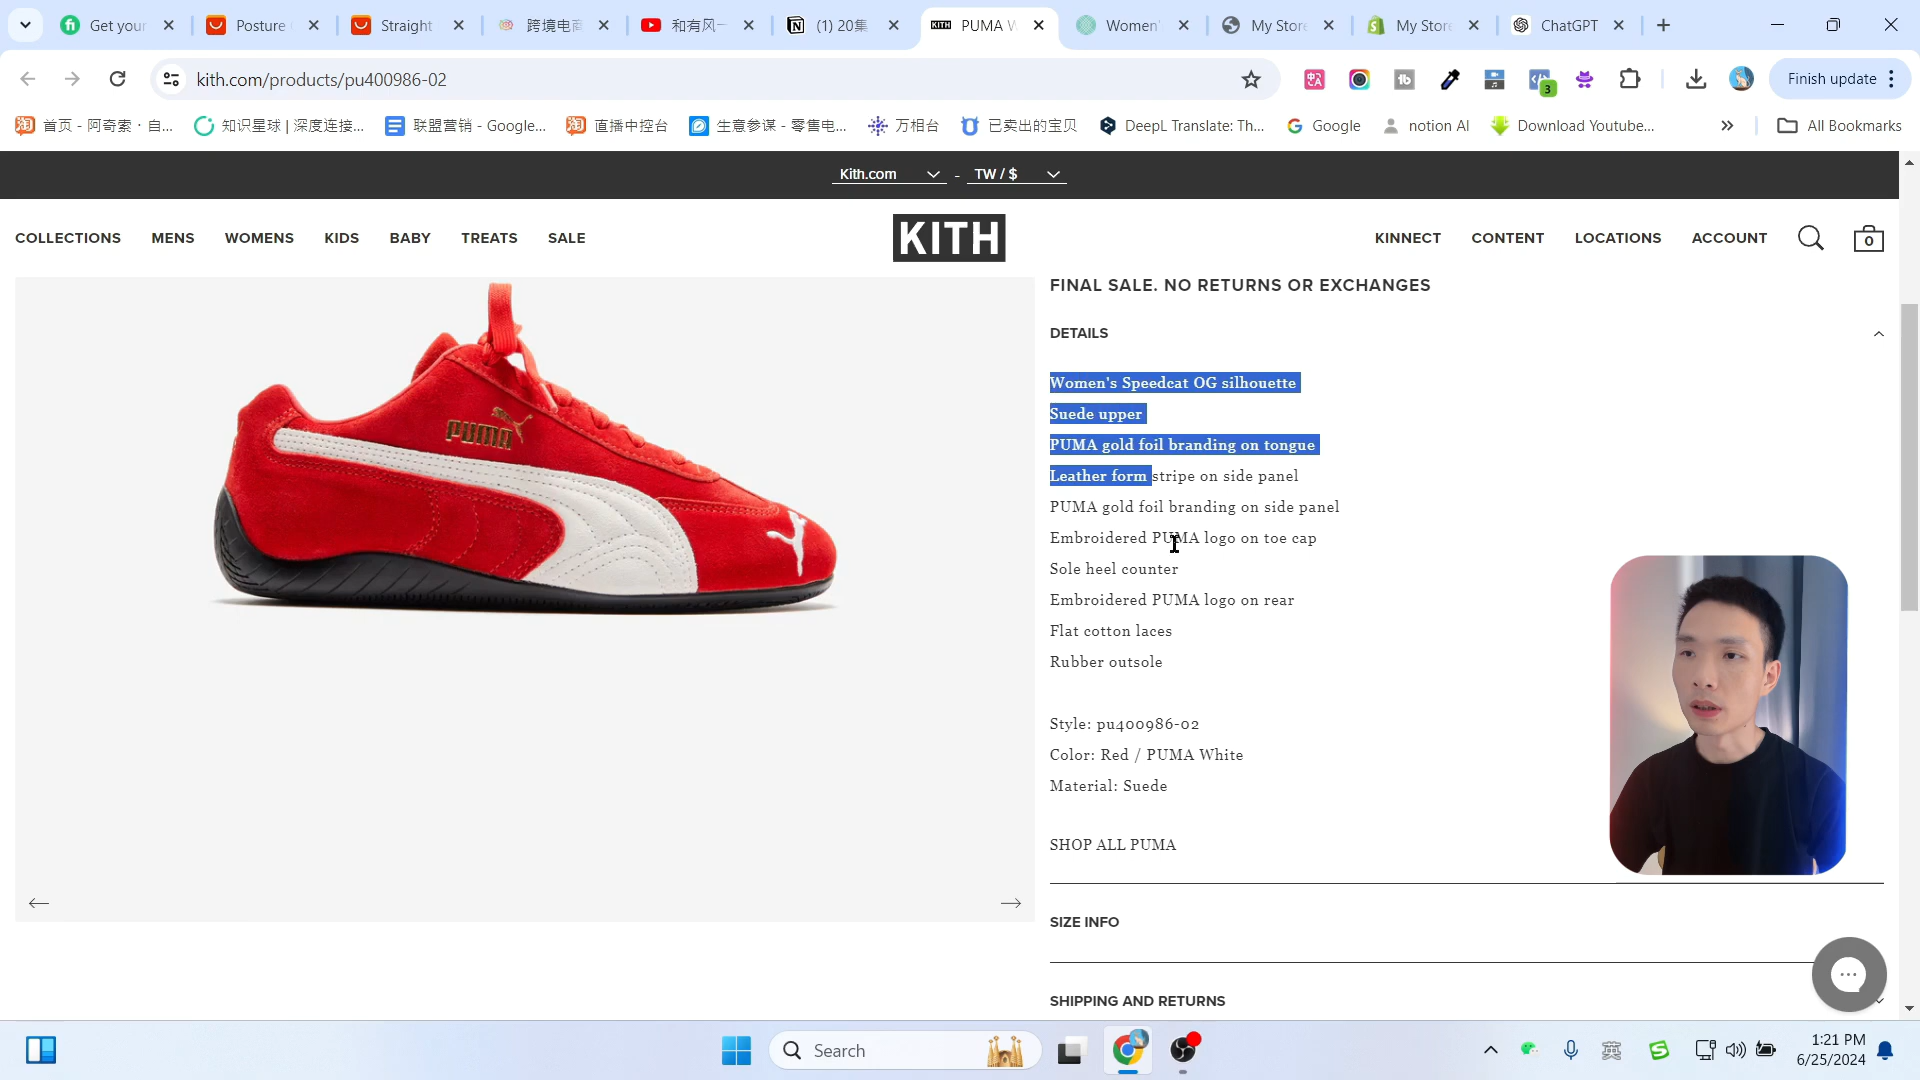 Get your
Posture
Straight
跨境电商
和有风一
(1) 20集
KITH PUMA W
Women'
My Store
My Store
ChatGPT
kith.com/products/pu400986-02
Finish update
3
首页 - 阿奇索 · 自...
知识星球 | 深度连接...
联盟营销 - Google...
直播中控台
生意参谋 - 零售电...
万相台
已卖出的宝贝
DeepL Translate: Th...
Google
notion AI
Download Youtube...
All Bookmarks
Kith.com - TW / $
COLLECTIONS MENS WOMENS KIDS BABY TREATS SALE
KITH
KINNECT CONTENT LOCATIONS ACCOUNT 0
FINAL SALE. NO RETURNS OR EXCHANGES
DETAILS
Women's Speedcat OG silhouette
Suede upper
PUMA gold foil branding on tongue
Leather form stripe on side panel
PUMA gold foil branding on side panel
Embroidered PUMA logo on toe cap
Sole heel counter
Embroidered PUMA logo on rear
Flat cotton laces
Rubber outsole
Style: pu400986-02
Color: Red / PUMA White
Material: Suede
SHOP ALL PUMA
SIZE INFO
SHIPPING AND RETURNS
PUMA
Search
英
1:21 PM
6/25/2024